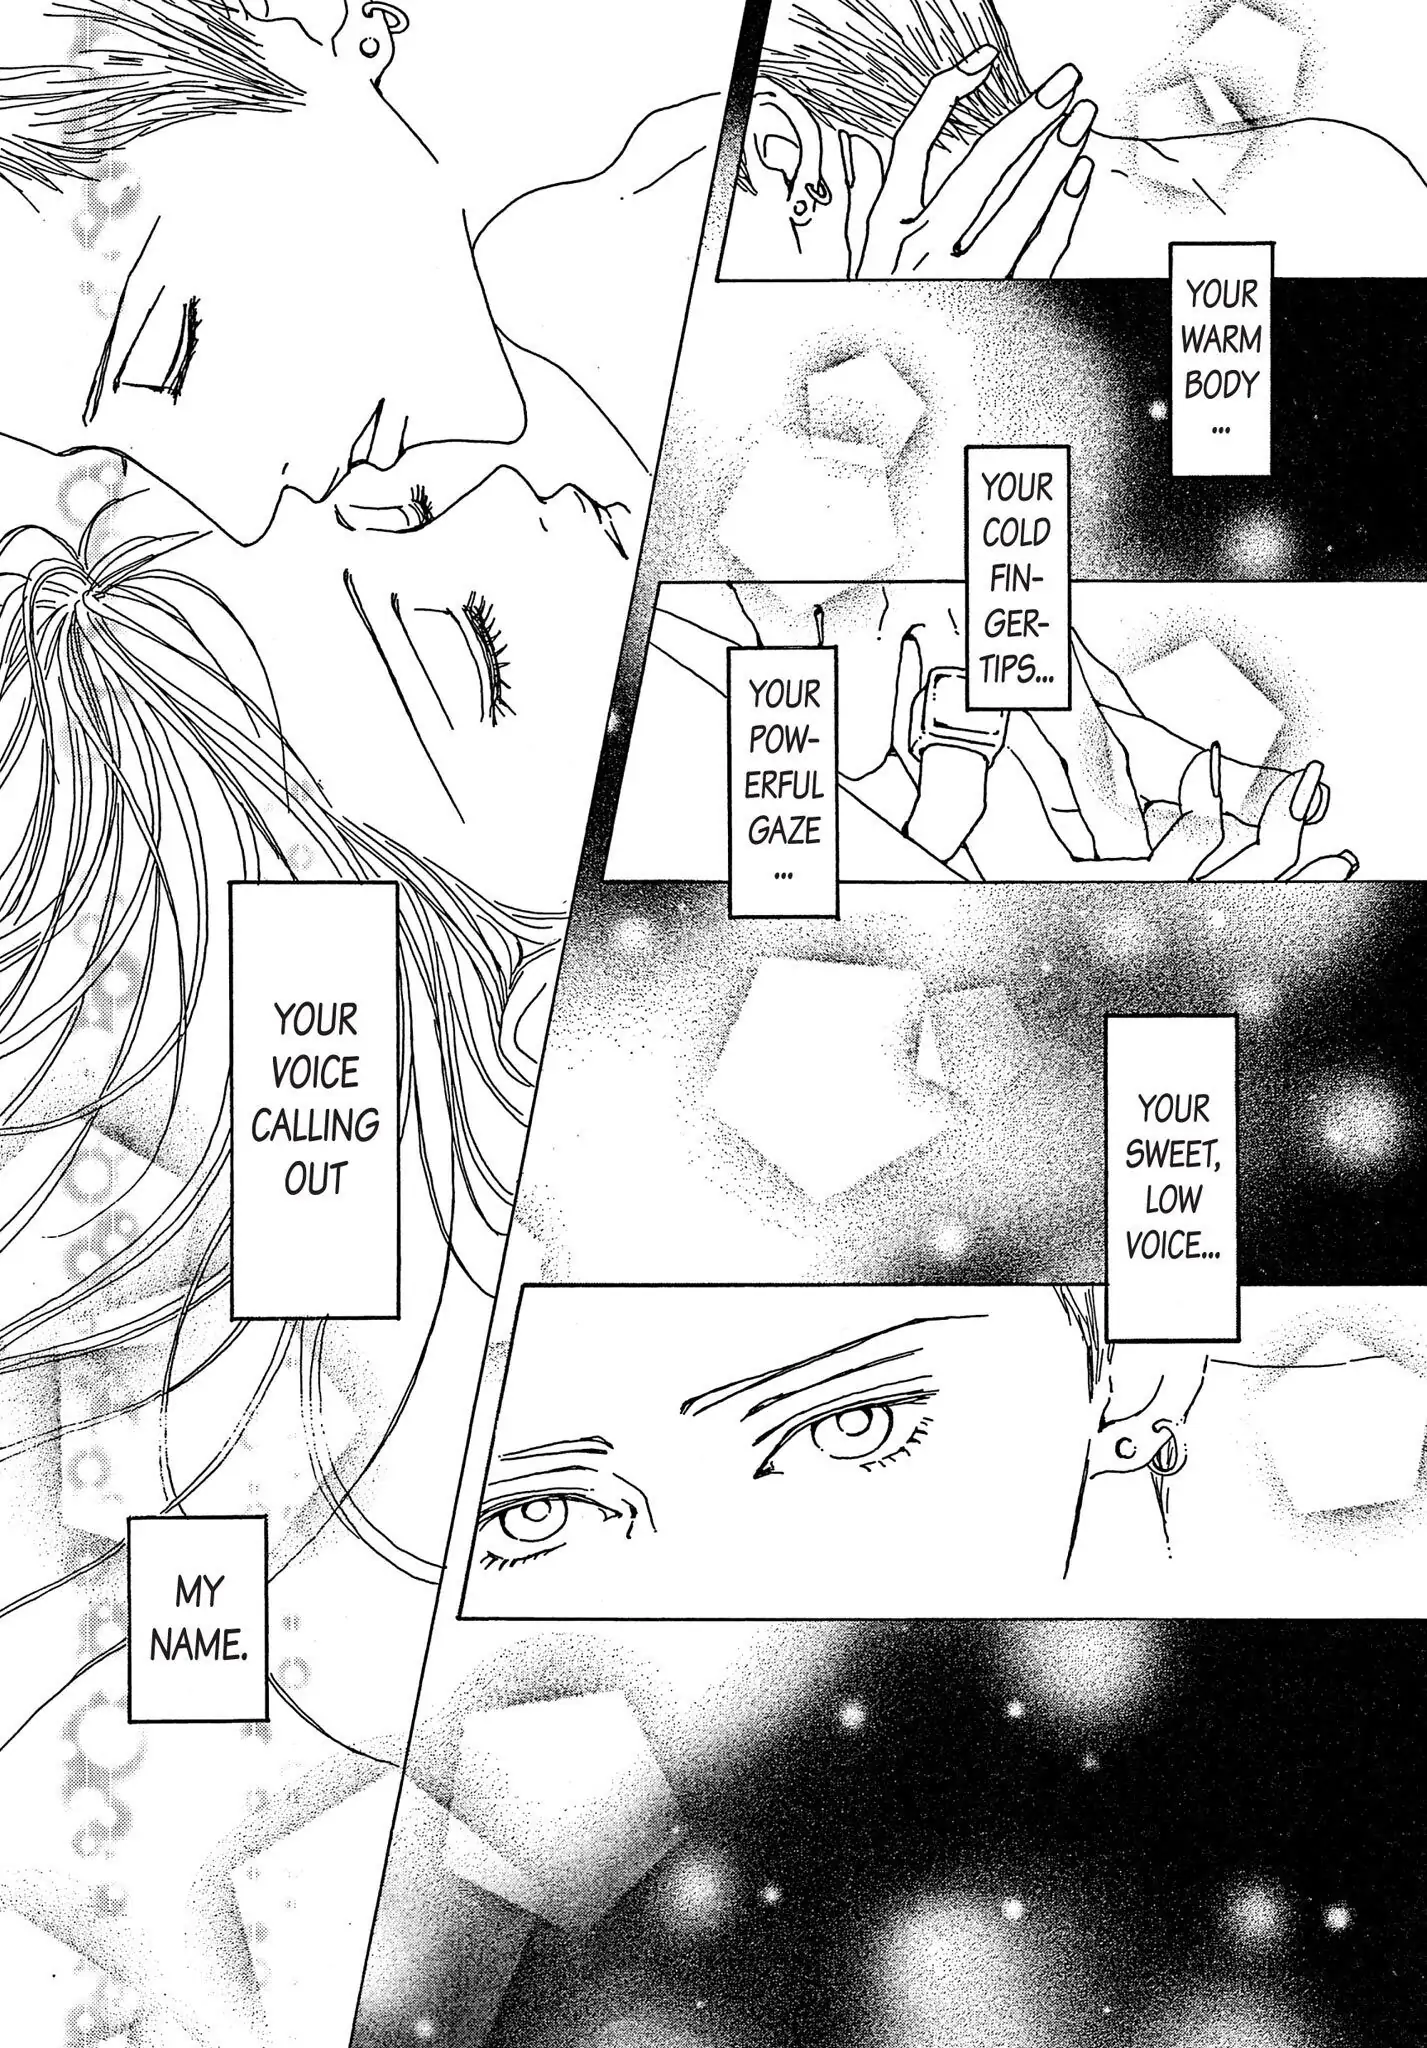 YOUR
WARM
BODY
...
YOUR
COLD
FIN-
GER-
TIPS...
YOUR
POW-
ERFUL
GAZE
...
YOUR
SWEET,
LOW
VOICE...
YOUR
VOICE
CALLING
OUT
MY
NAME.